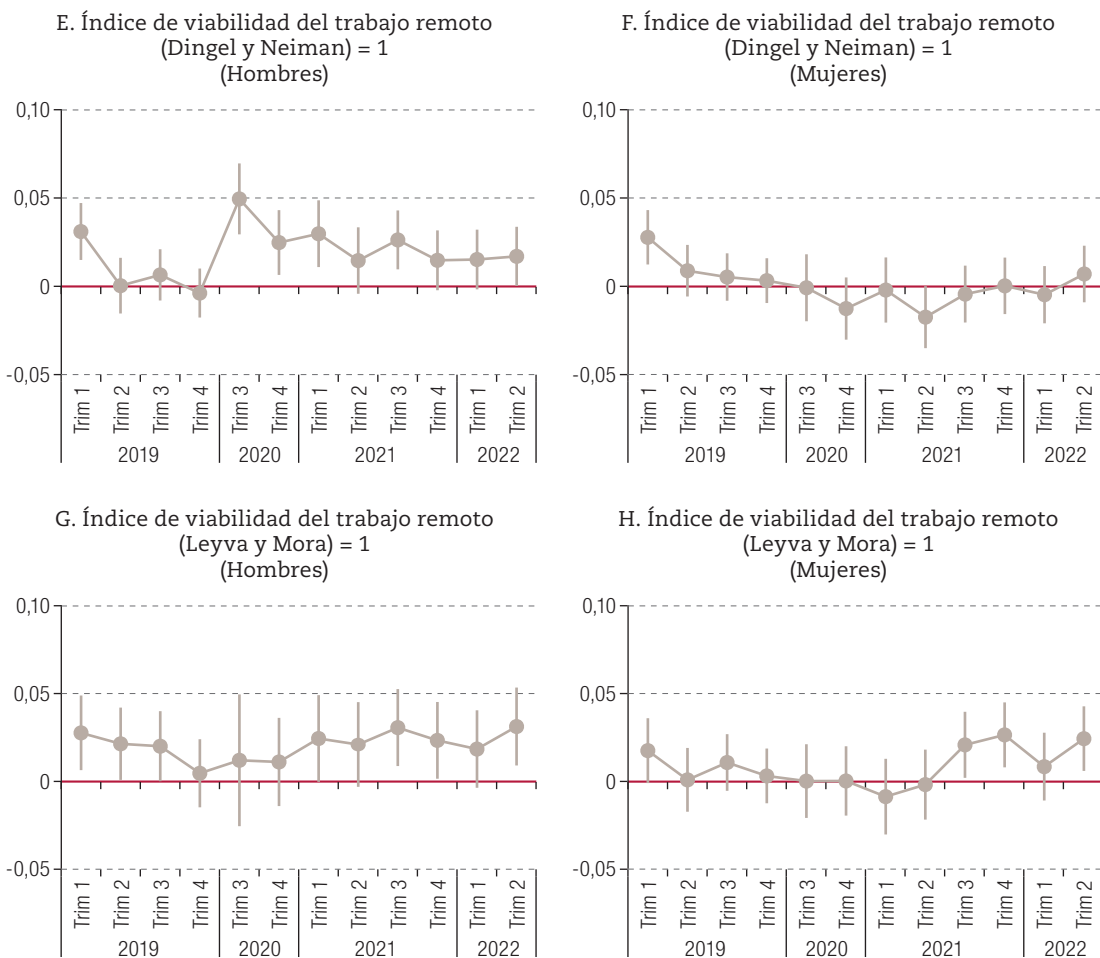 E. Índice de viabilidad del trabajo remoto
(Dingel y Neiman) = 1
(Hombres)
0,10
0,05
0
-0,05
Trim 1
Trim 2
Trim 3
Trim 4
Trim 3
Trim 4
Trim 1
Trim 2
Trim 3
Trim 4
Trim 1
Trim 2
2019
2020
2021
2022
F. Índice de viabilidad del trabajo remoto
(Dingel y Neiman) = 1
(Mujeres)
0,10
0,05
0
-0,05
Trim 1
Trim 2
Trim 3
Trim 4
Trim 3
Trim 4
Trim 1
Trim 2
Trim 3
Trim 4
Trim 1
Trim 2
2019
2020
2021
2022
G. Índice de viabilidad del trabajo remoto
(Leyva y Mora) = 1
(Hombres)
0,10
0,05
0
-0,05
Trim 1
Trim 2
Trim 3
Trim 4
Trim 3
Trim 4
Trim 1
Trim 2
Trim 3
Trim 4
Trim 1
Trim 2
2019
2020
2021
2022
H. Índice de viabilidad del trabajo remoto
(Leyva y Mora) = 1
(Mujeres)
0,10
0,05
0
-0,05
Trim 1
Trim 2
Trim 3
Trim 4
Trim 3
Trim 4
Trim 1
Trim 2
Trim 3
Trim 4
Trim 1
Trim 2
2019
2020
2021
2022